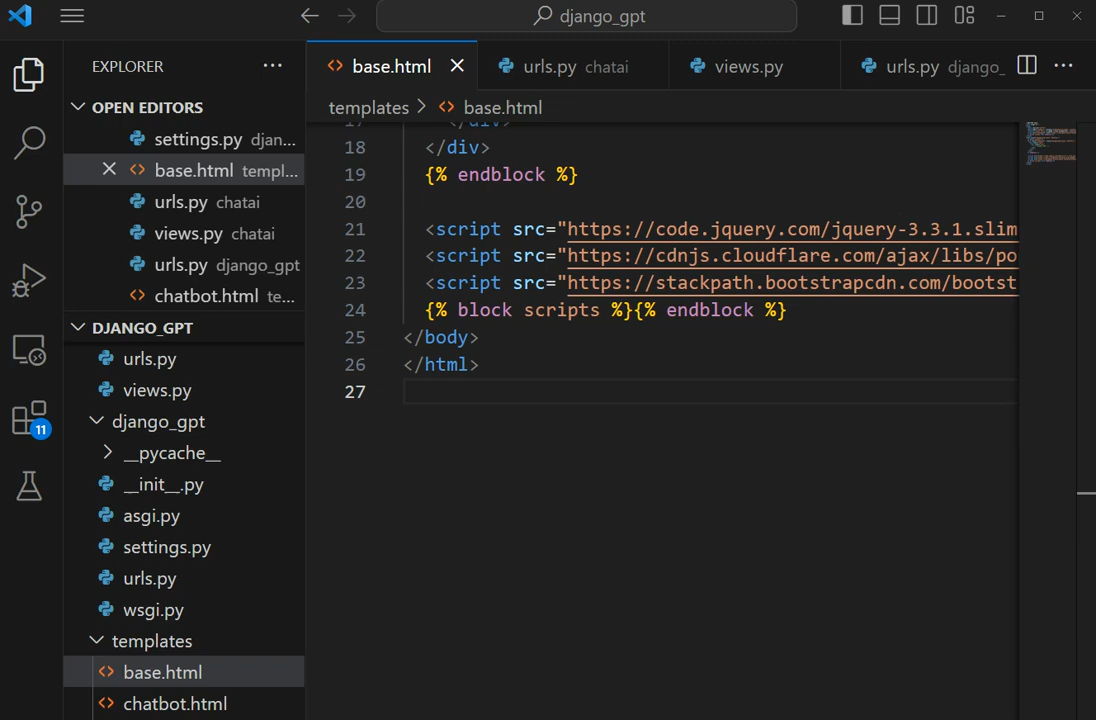 django_gpt
EXPLORER
OPEN EDITORS
settings.py djan...
base.html templ...
urls.py chatai
views.py chatai
urls.py django_gpt
chatbot.html te...
DJANGO_GPT
urls.py
views.py
django_gpt
__pycache__
__init__.py
asgi.py
settings.py
urls.py
wsgi.py
templates
base.html
chatbot.html
11
base.html
urls.py chatai
views.py
urls.py django_
templates > base.html
17 </div>
18 </div>
19 {% endblock %}
20
21 <script src="https://code.jquery.com/jquery-3.3.1.slim
22 <script src="https://cdnjs.cloudflare.com/ajax/libs/po
23 <script src="https://stackpath.bootstrapcdn.com/bootst
24 {% block scripts %}{% endblock %}
25 </body>
26 </html>
27